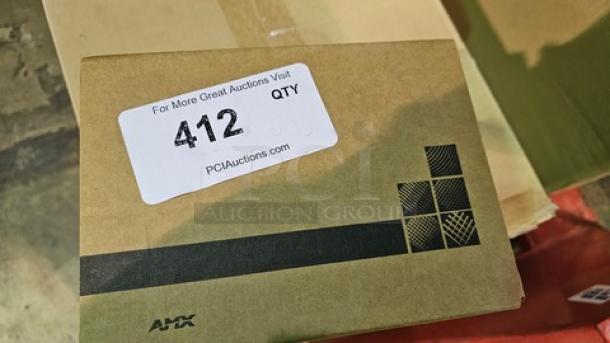 For More Great Auctions Visit
412 QTY
PCIAuctions.com
PCI
AUCTION GROUP
AMX